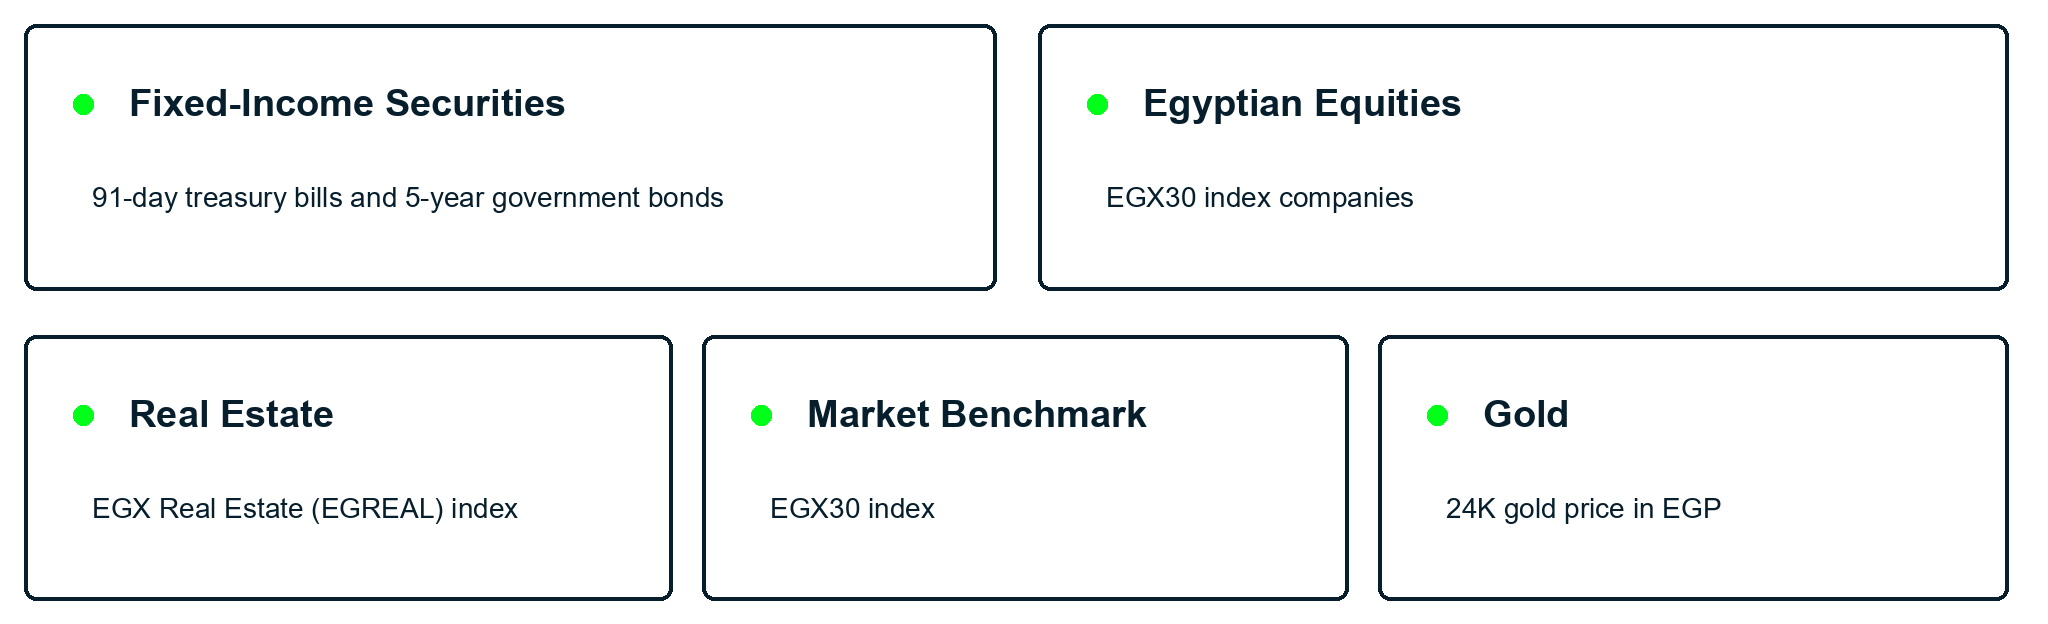 Fixed-Income Securities
91-day treasury bills and 5-year government bonds
Egyptian Equities
EGX30 index companies
Real Estate
EGX Real Estate (EGREAL) index
Market Benchmark
EGX30 index
Gold
24K gold price in EGP